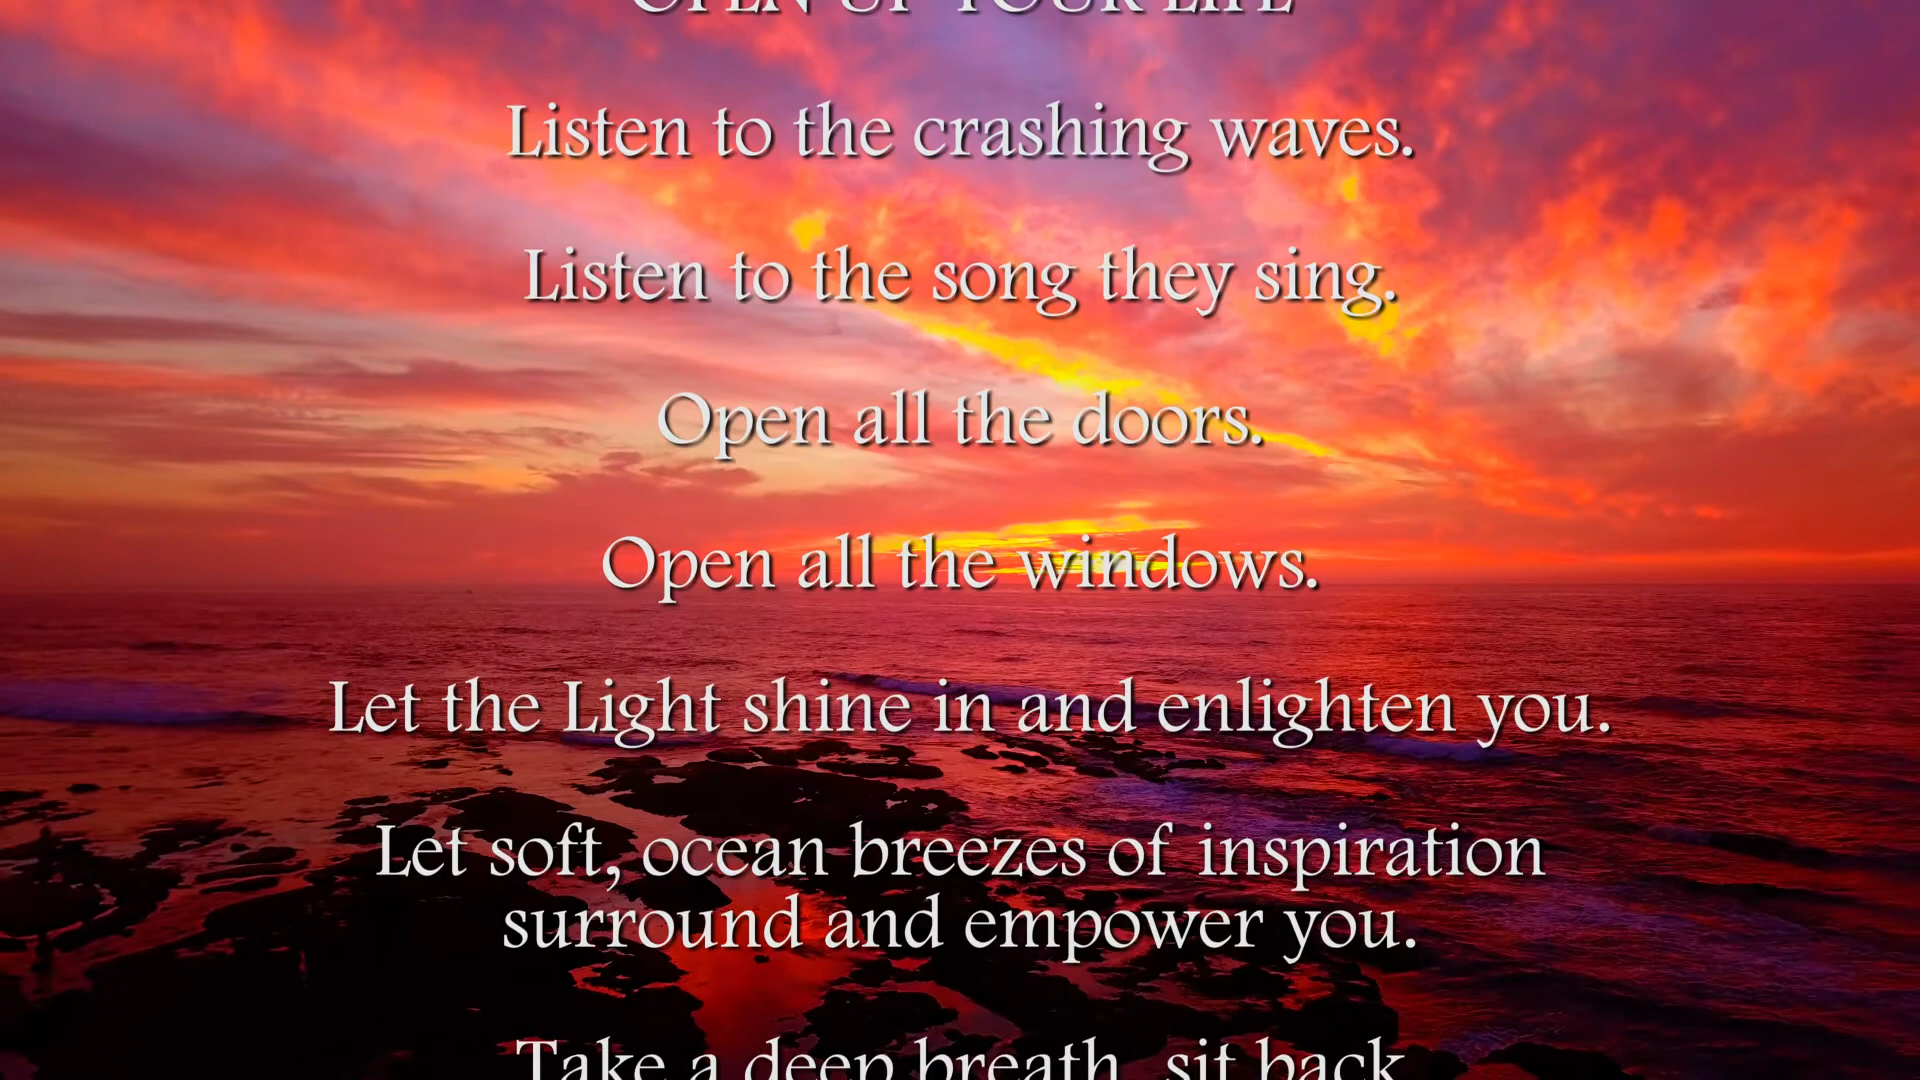 OPEN UP YOUR LIFE
Listen to the crashing waves.
Listen to the song they sing.
Open all the doors.
Open all the windows.
Let the Light shine in and enlighten you.
Let soft, ocean breezes of inspiration
surround and empower you.
Take a deep breath, sit back